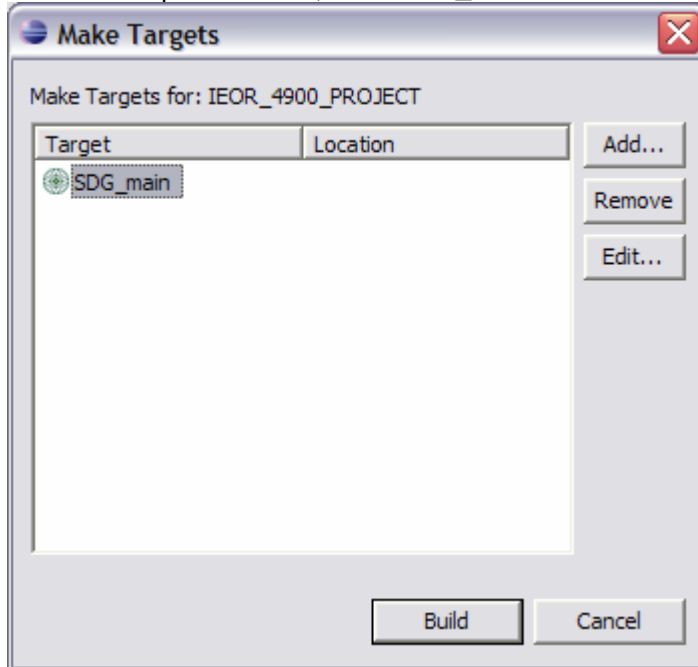 Make Targets
Make Targets for: IEOR_4900_PROJECT
Target Location Add...
SDG_main
Remove
Edit...
Build Cancel